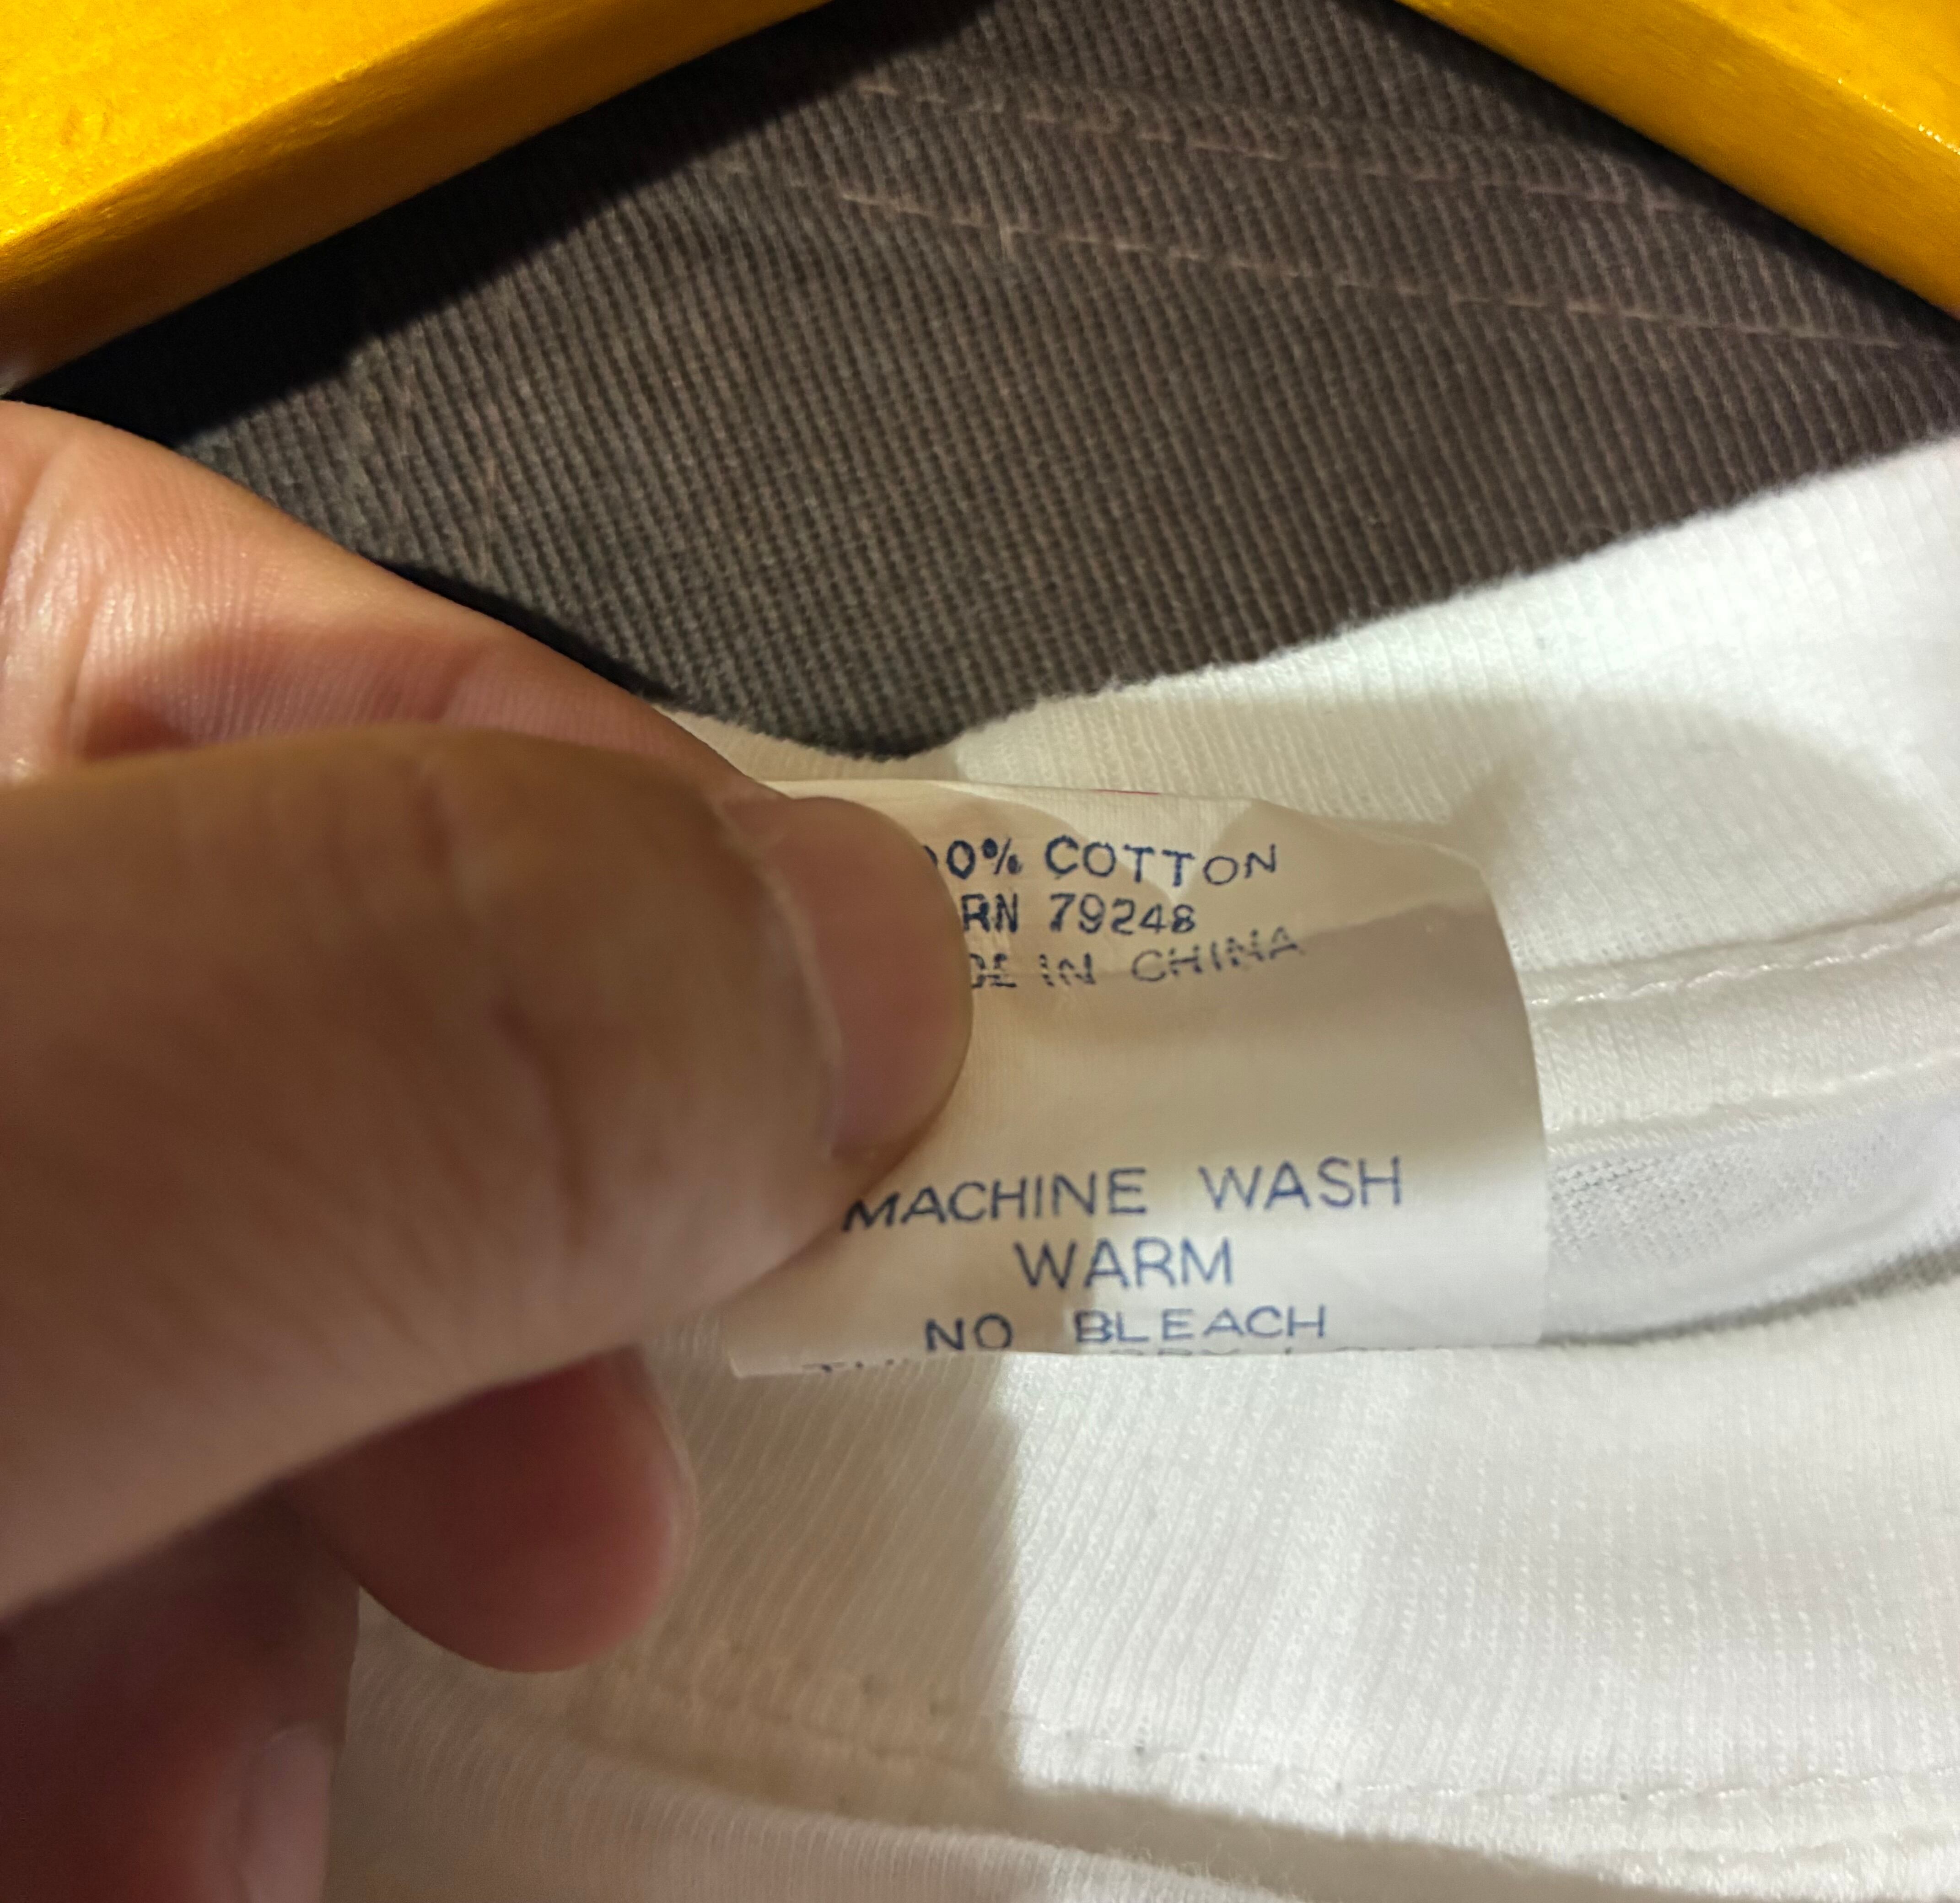 00% COTTON
RN 79248
DE IN CHINA
MACHINE WASH
WARM
NO BLEACH